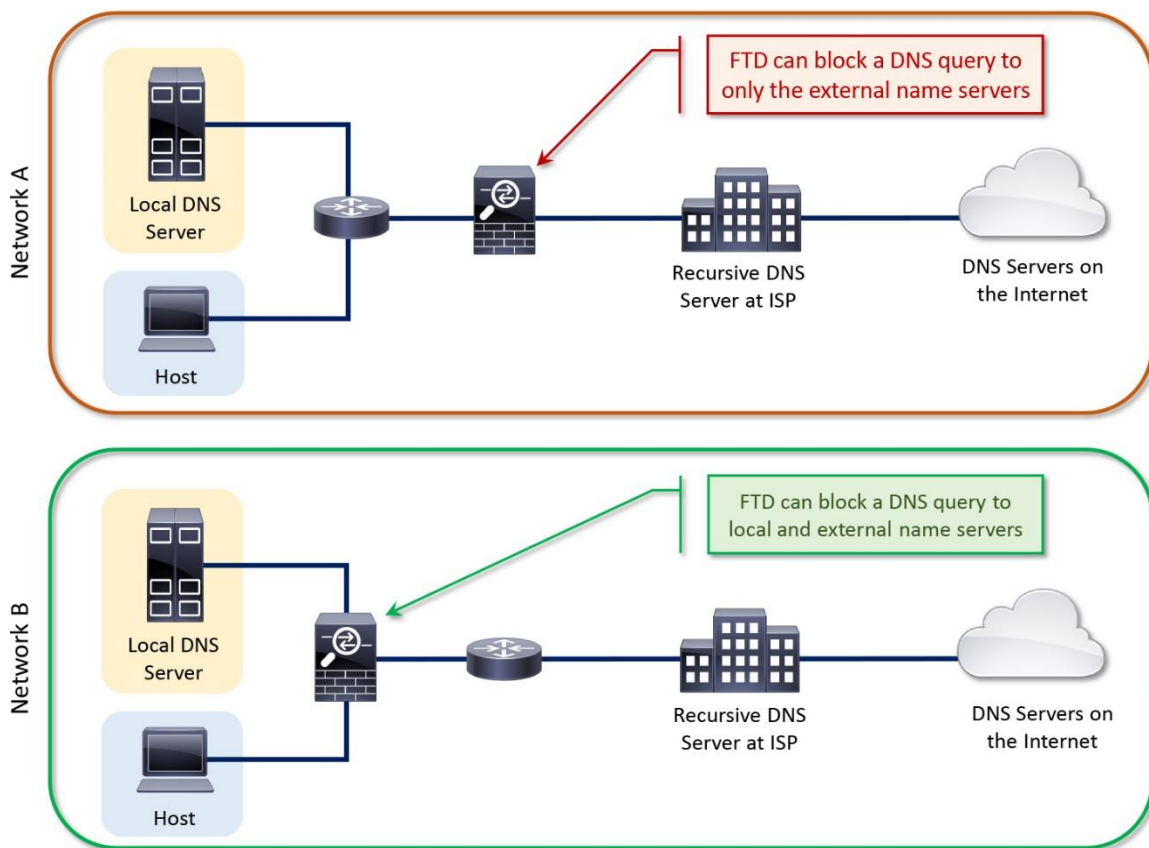 Network A
FTD can block a DNS query to
only the external name servers
Local DNS
Server
Host
Recursive DNS
Server at ISP
DNS Servers on
the Internet
Network B
FTD can block a DNS query to
local and external name servers
Local DNS
Server
Host
Recursive DNS
Server at ISP
DNS Servers on
the Internet